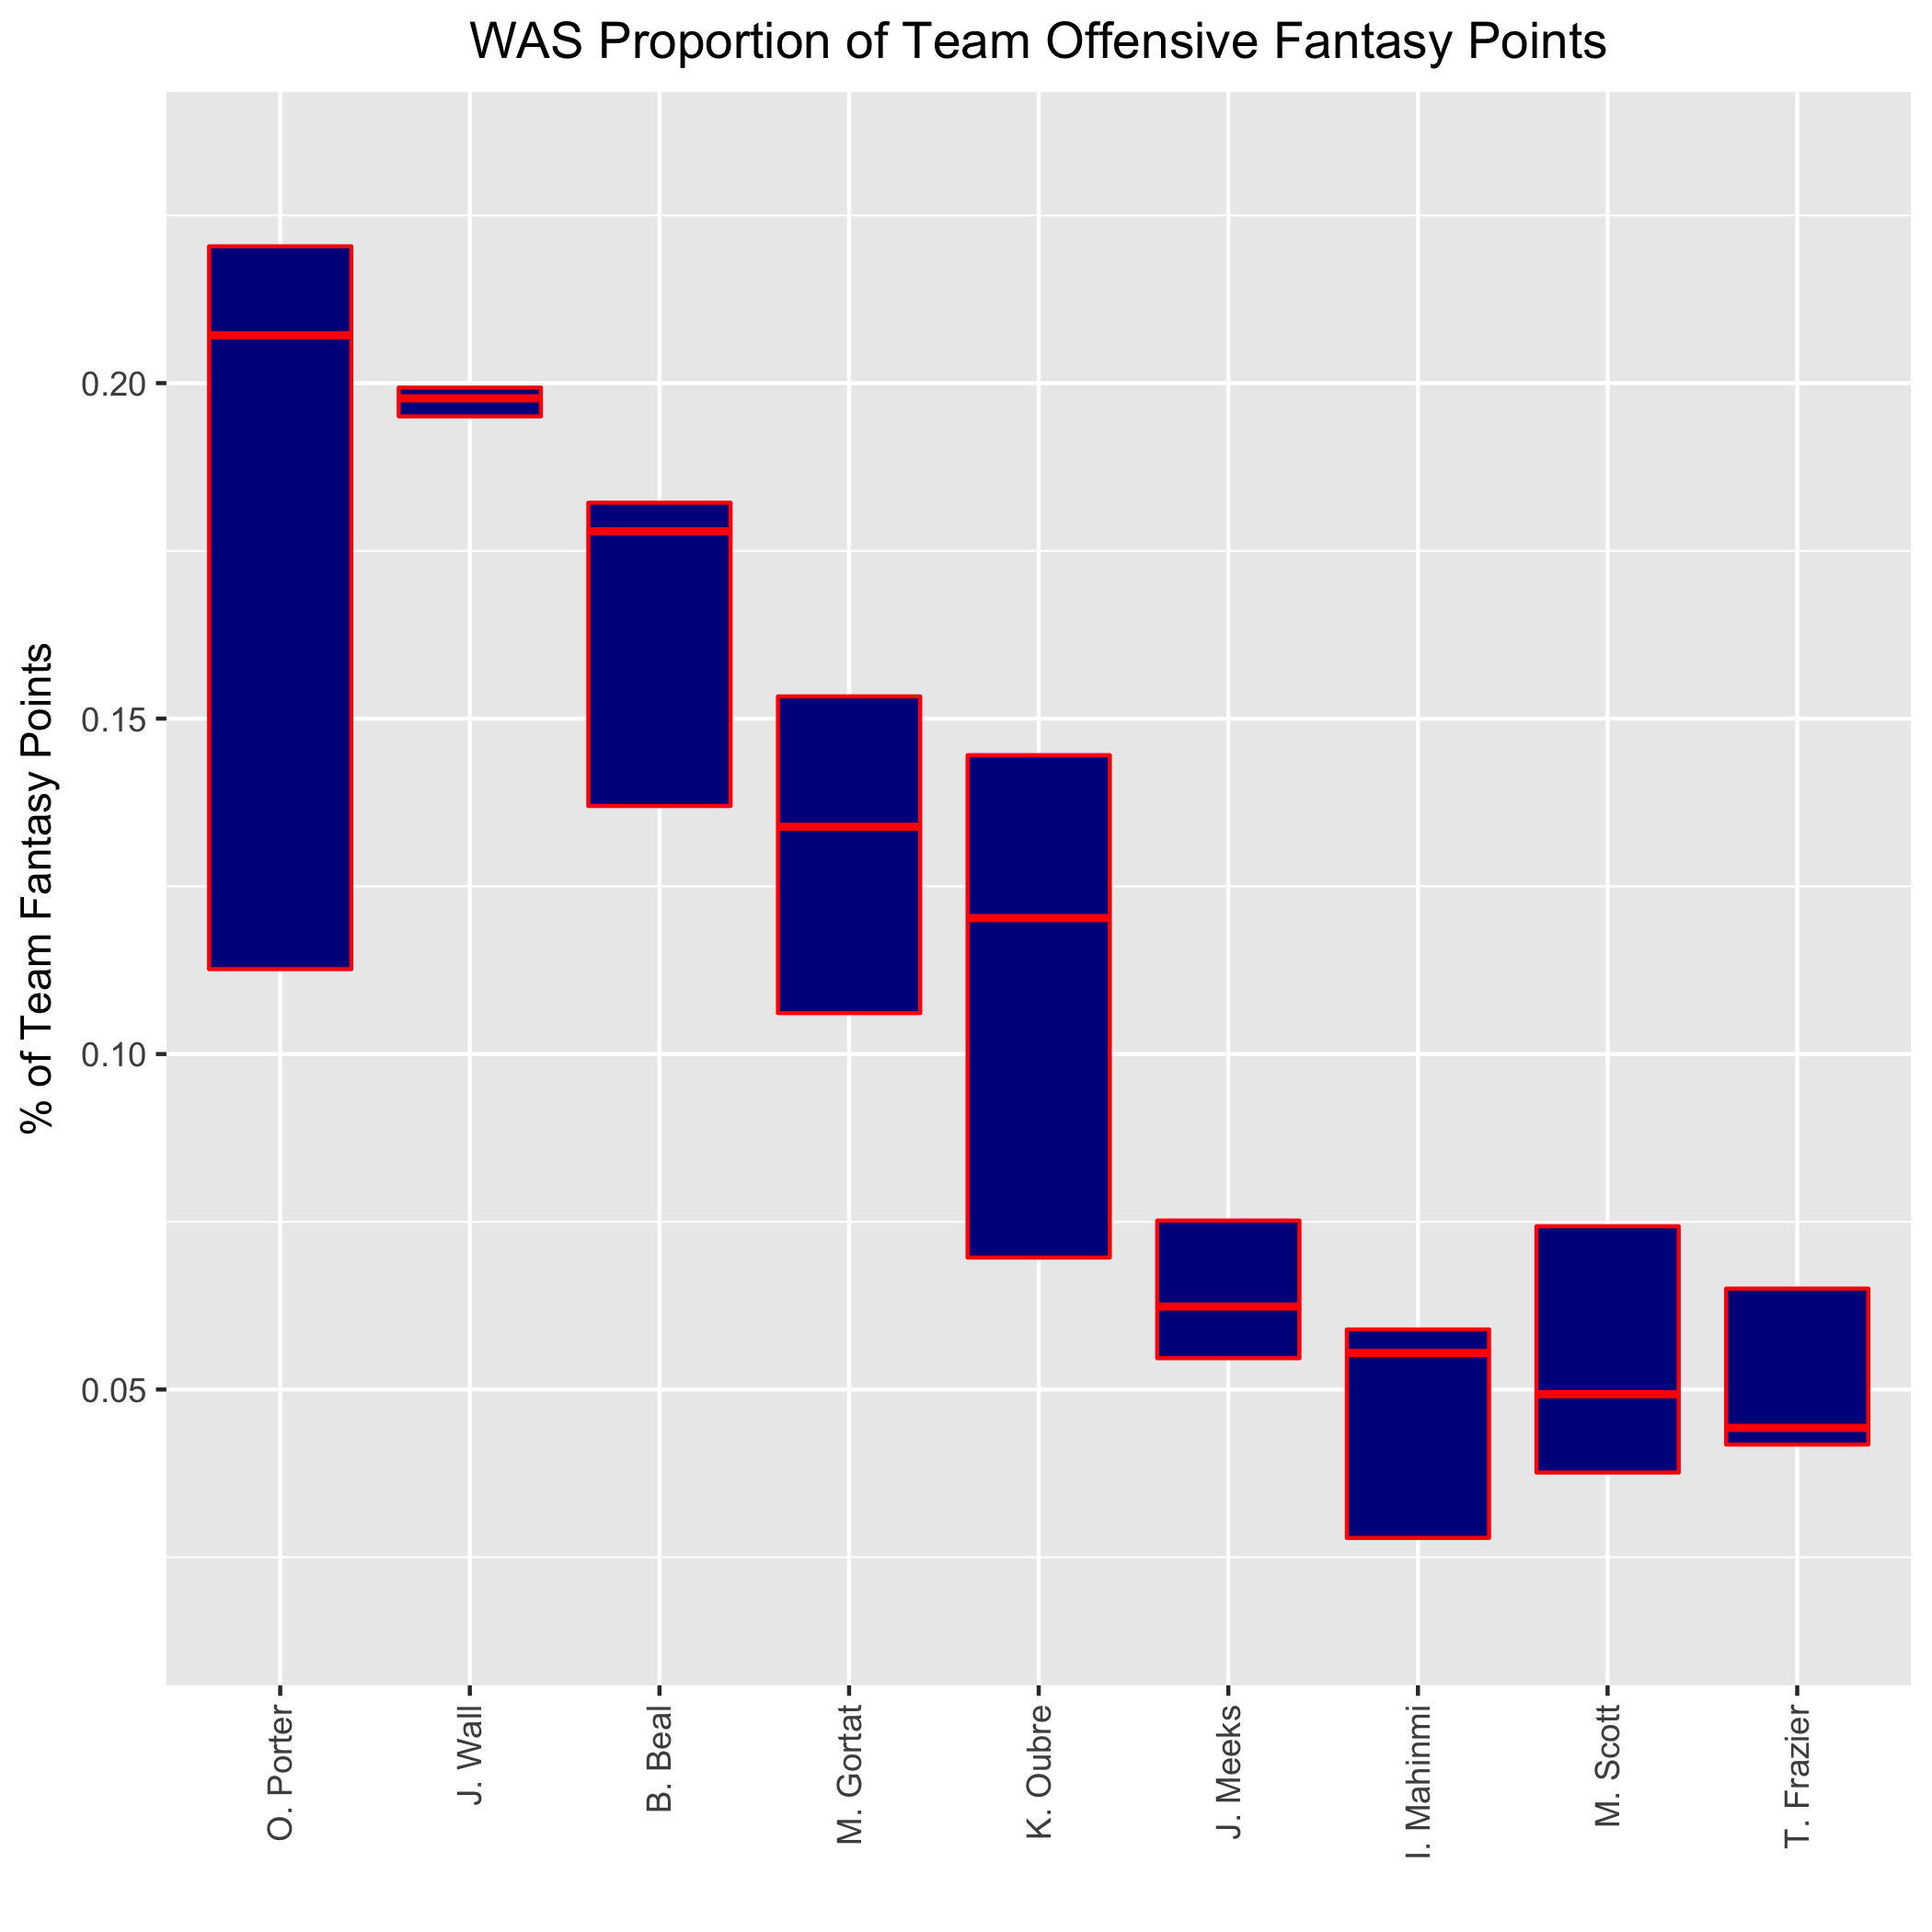 WAS Proportion of Team Offensive Fantasy Points
% of Team Fantasy Points
0.20
0.15
0.10
0.05
O. Porter
J. Wall
B. Beal
M. Gortat
K. Oubre
J. Meeks
I. Mahinmi
M. Scott
T. Frazier